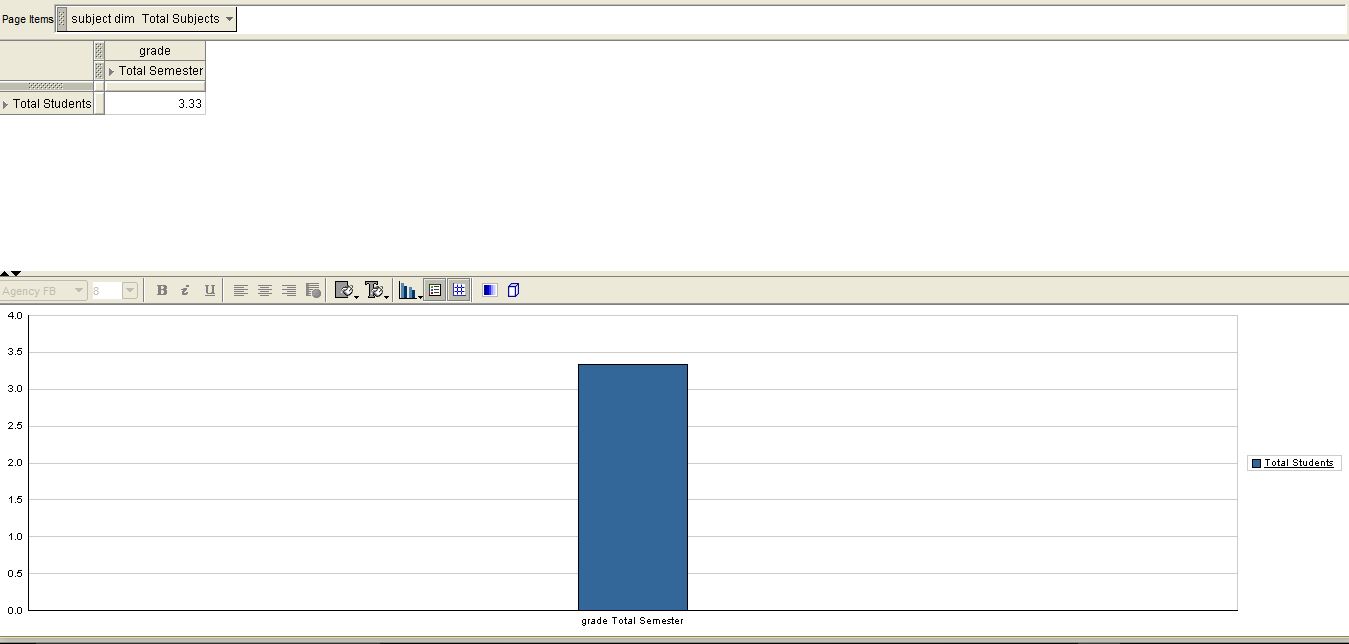 Page Items subject dim Total Subjects
grade
Total Semester
Total Students 3.33
Agency FB 8 B i U
4.0
3.5
3.0
2.5
2.0
1.5
1.0
0.5
0.0
grade Total Semester
Total Students